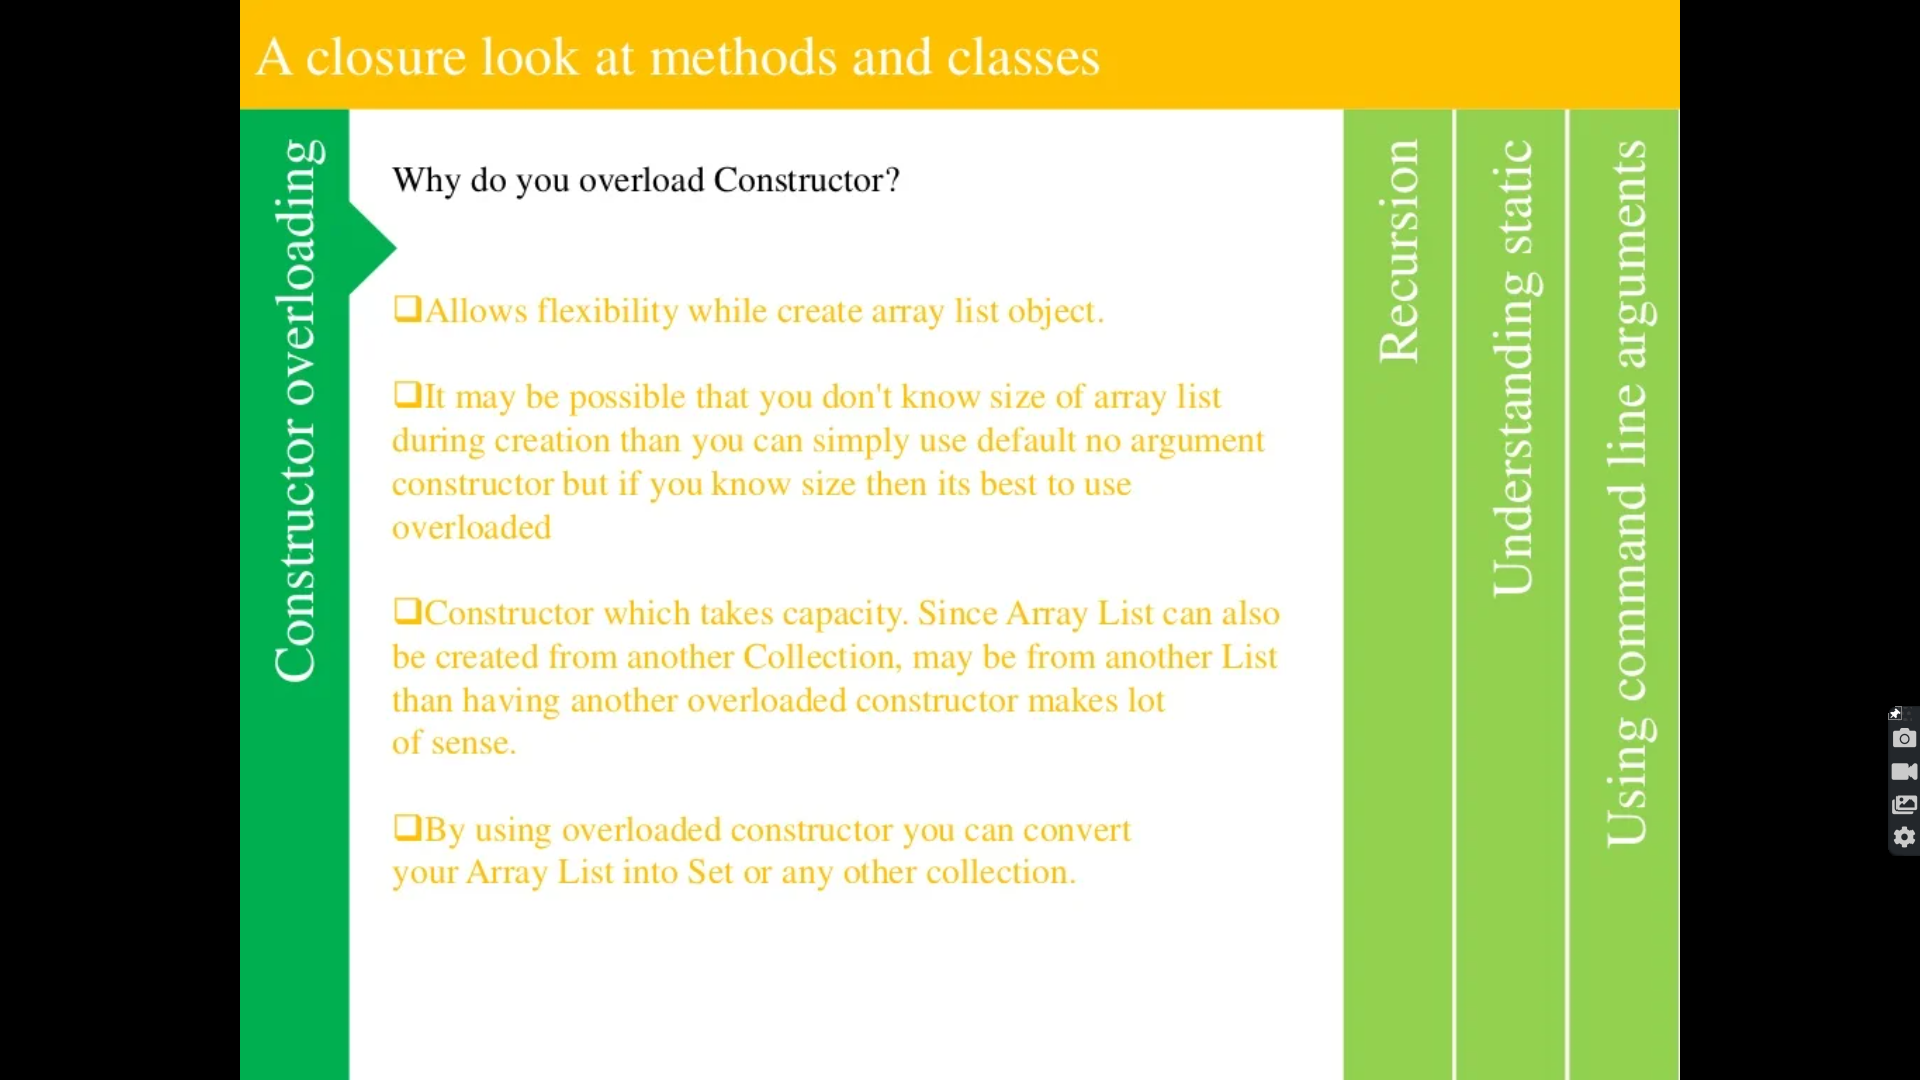 A closure look at methods and classes
Constructor overloading
Why do you overload Constructor?
❑Allows flexibility while create array list object.
❑It may be possible that you don't know size of array list
during creation than you can simply use default no argument
constructor but if you know size then its best to use
overloaded
❑Constructor which takes capacity. Since Array List can also
be created from another Collection, may be from another List
than having another overloaded constructor makes lot
of sense.
❑By using overloaded constructor you can convert
your Array List into Set or any other collection.
Recursion
Understanding static
Using command line arguments